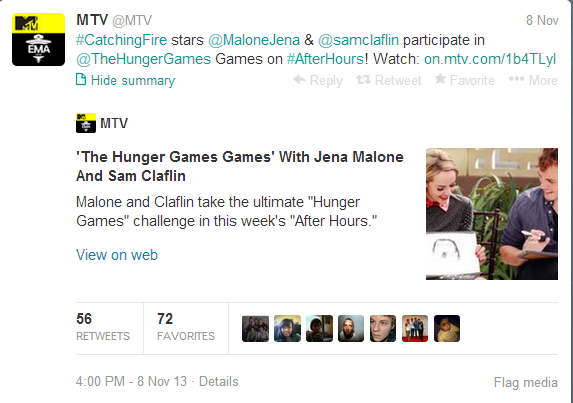 MTV @MTV 8 Nov
#CatchingFire stars @MaloneJena & @samclaflin participate in
@TheHungerGames Games on #AfterHours! Watch: on.mtv.com/1b4TLyl
Hide summary Reply Retweet Favorite More
MTV
'The Hunger Games Games' With Jena Malone
And Sam Claflin
Malone and Claflin take the ultimate "Hunger
Games" challenge in this week's "After Hours."
View on web
56 72
RETWEETS FAVORITES
4:00 PM - 8 Nov 13 · Details Flag media
EMA